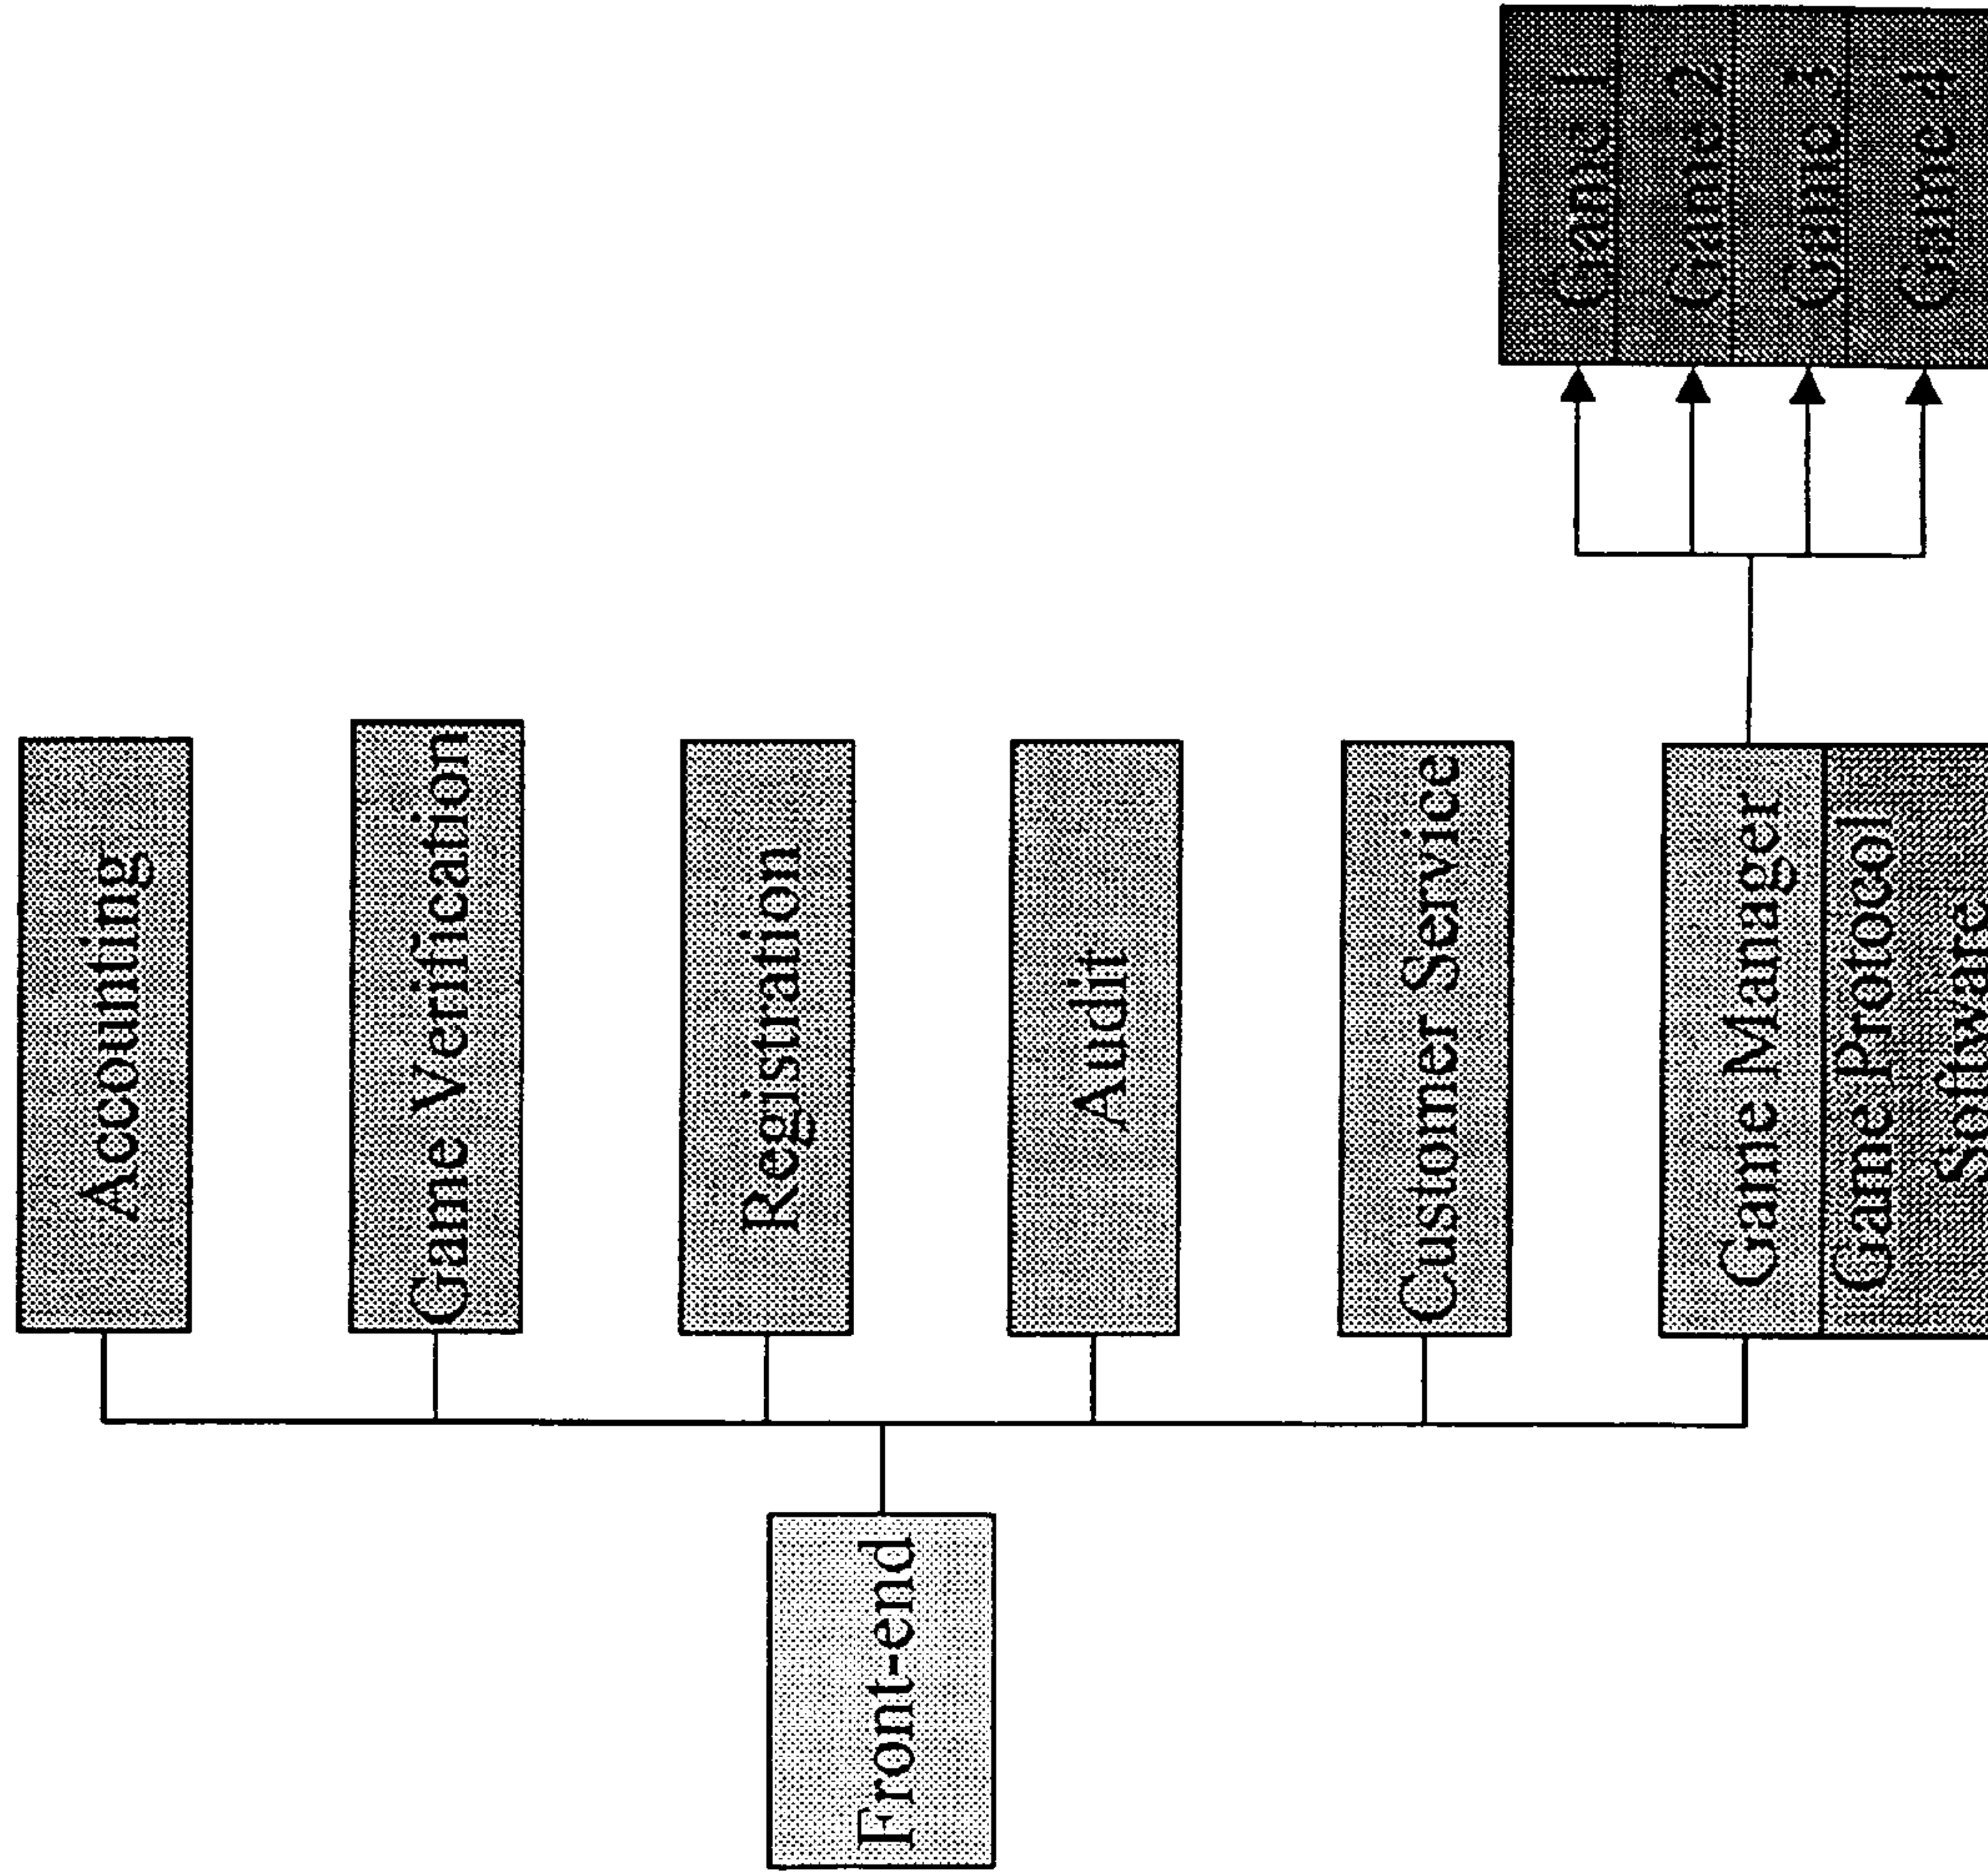 Front-end
Accounting
Game Verification
Registration
Audit
Customer Service
Game Manager
Game Protocol
Software
Game 1
Game 2
Game 3
Game